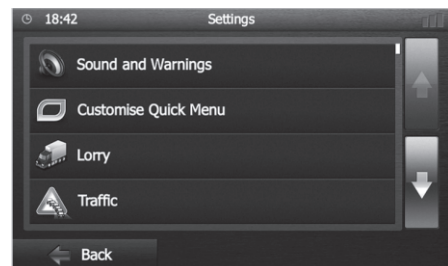 18:42 Settings
Sound and Warnings
Customise Quick Menu
Lorry
Traffic
Back